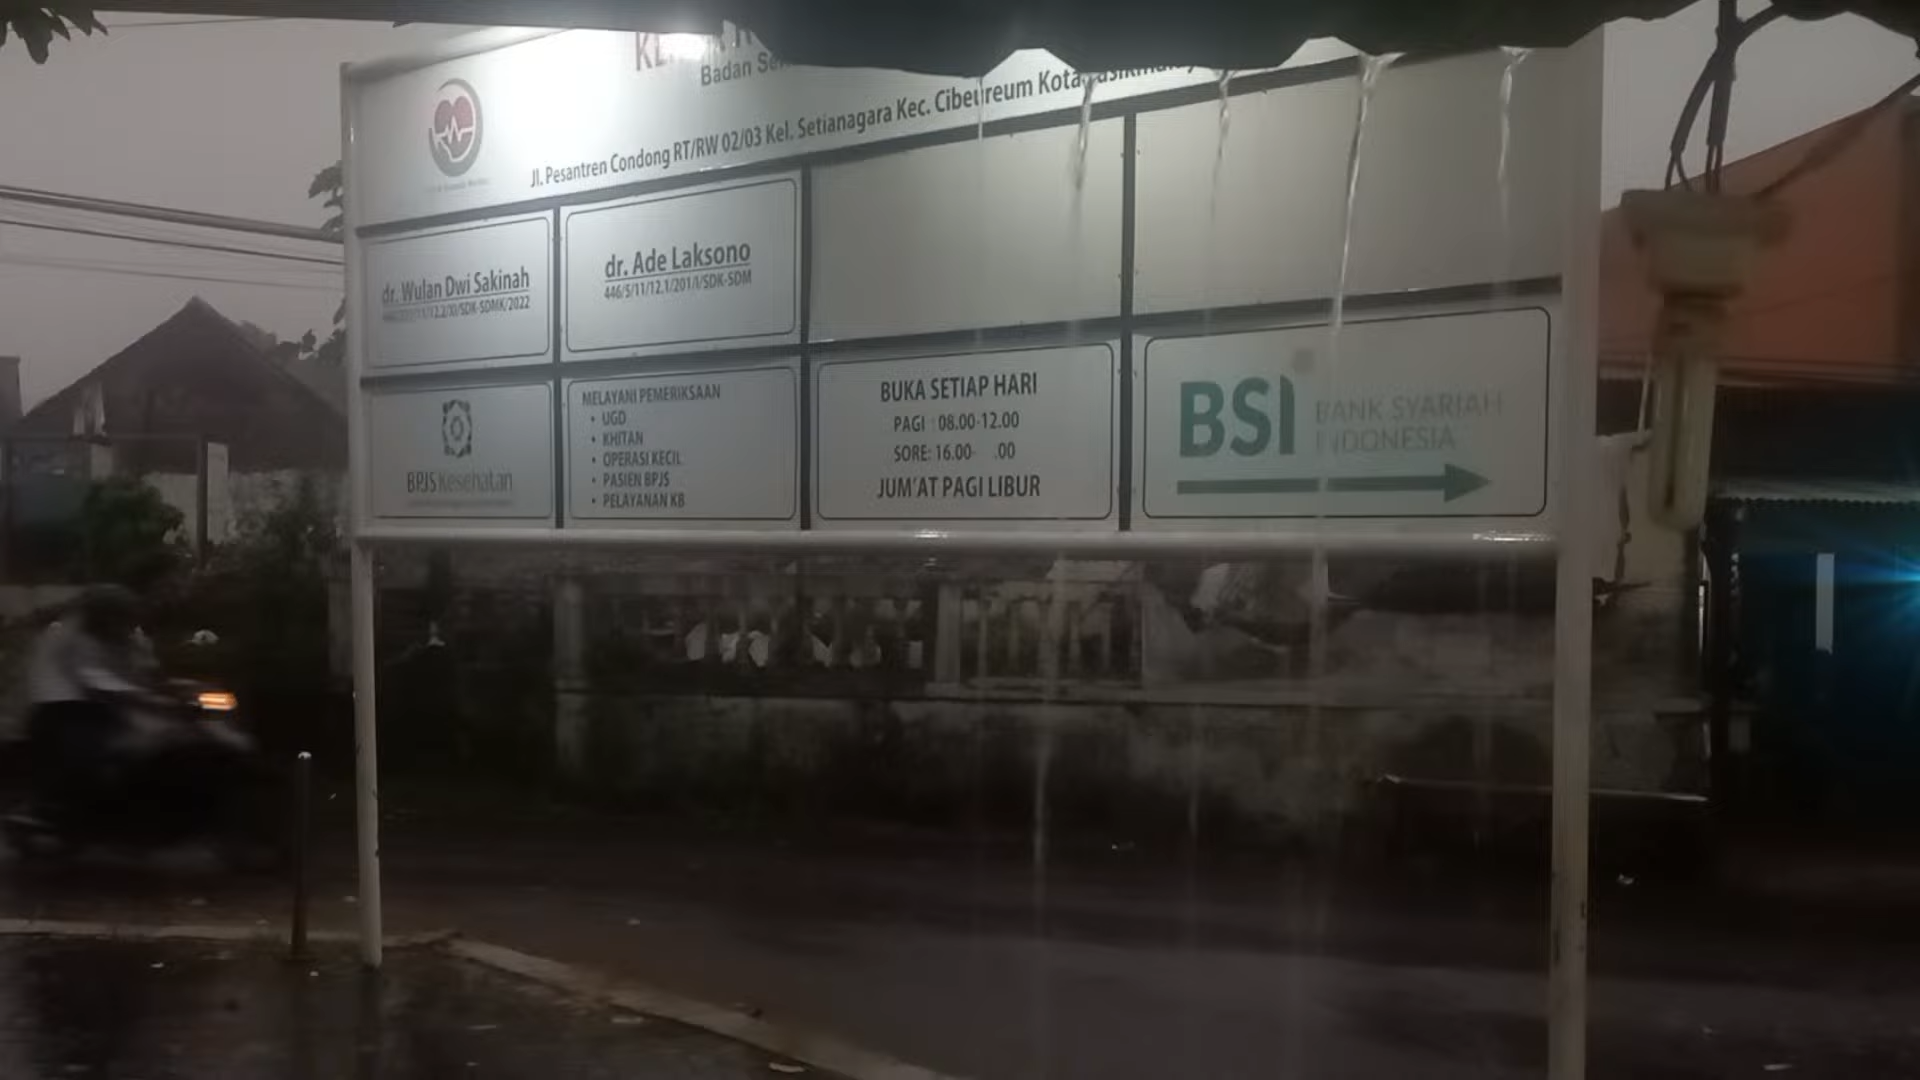 Badan
Jl. Pesantren Condong RT/RW 02/03 Kel. Setianagara Kec. Cibeureum Kota
dr. Wulan Dwi Sakinah
dr. Ade Laksono
446/5/11/12.1/201/I/SDK-SDM
BPJS Kesehatan
MELAYANI PEMERIKSAAN
• UGD
• KHITAN
• OPERASI KECIL
• PASIEN BPJS
• PELAYANAN KB
BUKA SETIAP HARI
PAGI : 08.00-12.00
SORE: 16.00- .00
JUM'AT PAGI LIBUR
BSI BANK SYARIAH
INDONESIA